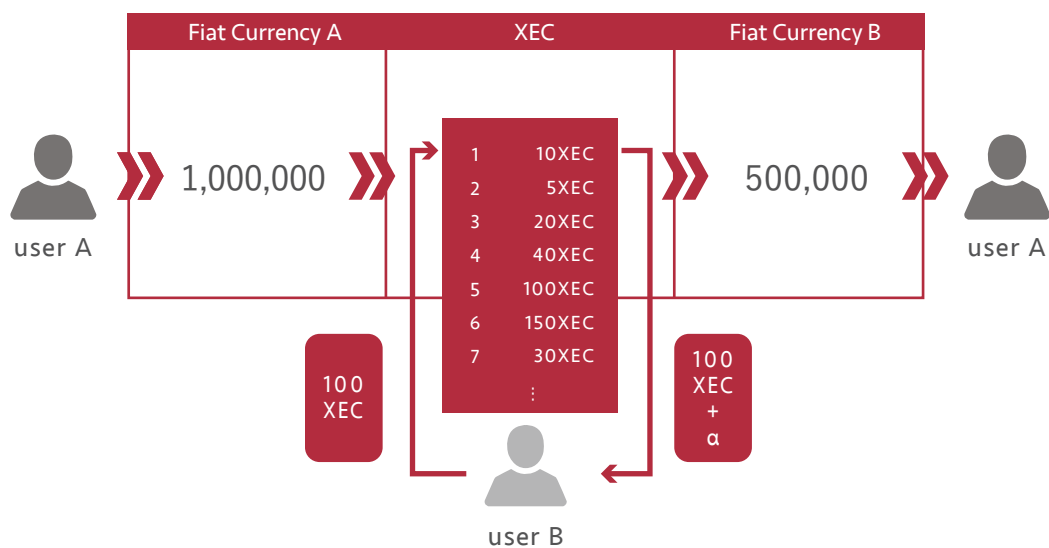 Fiat Currency A XEC Fiat Currency B
1,000,000
500,000
user A
user A
1 10XEC
2 5XEC
3 20XEC
4 40XEC
5 100XEC
6 150XEC
7 30XEC
⋮
100
XEC
100
XEC
+
α
user B